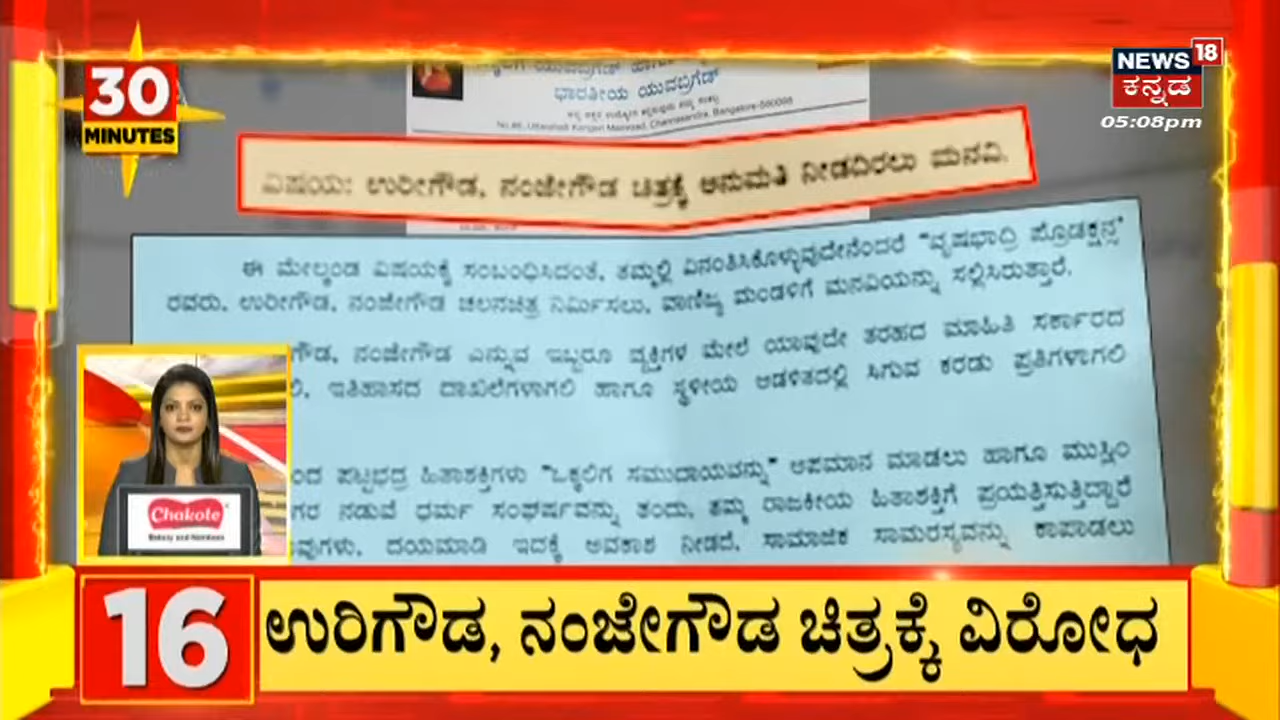 30
MINUTES
NEWS 18
ಕನ್ನಡ
05:08pm
ಭಾರತೀಯ ಯುವಬ್ರಿಗೇಡ್
ವಿಷಯ: ಉರೀಗೌಡ, ನಂಜೇಗೌಡ ಚಿತ್ರಕ್ಕೆ ಅನುಮತಿ ನೀಡದಿರಲು ಮನವಿ.
ಈ ಮೇಲ್ಕಂಡ ವಿಷಯಕ್ಕೆ ಸಂಬಂಧಿಸಿದಂತೆ, ತಮ್ಮಲ್ಲಿ ವಿನಂತಿಸಿಕೊಳ್ಳುವುದೇನೆಂದರೆ "ವೃಷಭಾದ್ರಿ ಪ್ರೊಡಕ್ಷನ್ಸ್"
ರವರು, ಉರೀಗೌಡ, ನಂಜೇಗೌಡ ಚಲನಚಿತ್ರ ನಿರ್ಮಿಸಲು, ವಾಣಿಜ್ಯ ಮಂಡಳಿಗೆ ಮನವಿಯನ್ನು ಸಲ್ಲಿಸಿರುತ್ತಾರೆ.
ಗೌಡ, ನಂಜೇಗೌಡ ಎನ್ನುವ ಇಬ್ಬರೂ ವ್ಯಕ್ತಿಗಳ ಮೇಲೆ ಯಾವುದೇ ತರಹದ ಮಾಹಿತಿ ಸರ್ಕಾರದ
ಲಿ, ಇತಿಹಾಸದ ದಾಖಲೆಗಳಾಗಲಿ ಹಾಗೂ ಸ್ಥಳೀಯ ಆಡಳಿತದಲ್ಲಿ ಸಿಗುವ ಕರಡು ಪ್ರತಿಗಳಾಗಲಿ
ಂದ ಪಟ್ಟಭದ್ರ ಹಿತಾಶಕ್ತಿಗಳು "ಒಕ್ಕಲಿಗ ಸಮುದಾಯವನ್ನು" ಅಪಮಾನ ಮಾಡಲು ಹಾಗೂ ಮುಸ್ಲಿಂ
ಗರ ನಡುವೆ ಧರ್ಮ ಸಂಘರ್ಷವನ್ನು ತಂದು, ತಮ್ಮ ರಾಜಕೀಯ ಹಿತಾಶಕ್ತಿಗೆ ಪ್ರಯತ್ನಿಸುತ್ತಿದ್ದಾರೆ
ವುಗಳು, ದಯಮಾಡಿ ಇದಕ್ಕೆ ಅವಕಾಶ ನೀಡದೆ, ಸಾಮಾಜಿಕ ಸಾಮರಸ್ಯವನ್ನು ಕಾಪಾಡಲು
Chakote
16
ಉರಿಗೌಡ, ನಂಜೇಗೌಡ ಚಿತ್ರಕ್ಕೆ ವಿರೋಧ